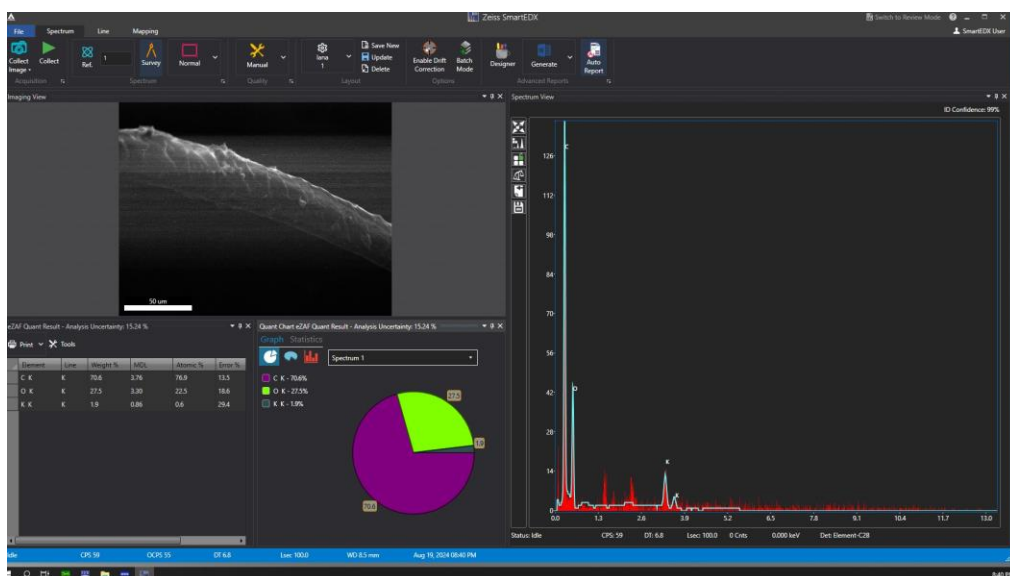 Zeiss SmartEDX
Switch to Review Mode
File Spectrum Line Mapping
SmartEDX User
Collect Image
Collect
Ref.
1
Survey
Normal
Manual
lana 1
Save New
Update
Delete
Enable Drift Correction
Batch Mode
Designer
Generate
Auto Report
Acquisition Spectrum Quality Layout Options Advanced Reports
Imaging View
50 um
Spectrum View
ID Confidence: 99%
126
112
98
84
70
56
42
28
14
0
C
O
K
K
0.0 1.3 2.6 3.9 5.2 6.5 7.8 9.1 10.4 11.7 13.0
Status: Idle CPS: 59 DT: 6.8 Lsec: 100.0 0 Cnts 0.000 keV Det: Element-C2B
eZAF Quant Result - Analysis Uncertainty: 15.24 %
Print Tools
Element Line Weight % MDL Atomic % Error %
C K K 70.6 3.76 76.9 13.5
O K K 27.5 3.30 22.5 18.6
K K K 1.9 0.86 0.6 29.4
Quant Chart eZAF Quant Result - Analysis Uncertainty: 15.24 %
Graph Statistics
Spectrum 1
C K - 70.6%
O K - 27.5%
K K - 1.9%
27.5
1.9
70.6
Idle CPS 59 OCPS 55 DT 6.8 Lsec 100.0 WD 8.5 mm Aug 19, 2024 08:40 PM
8:40 PM